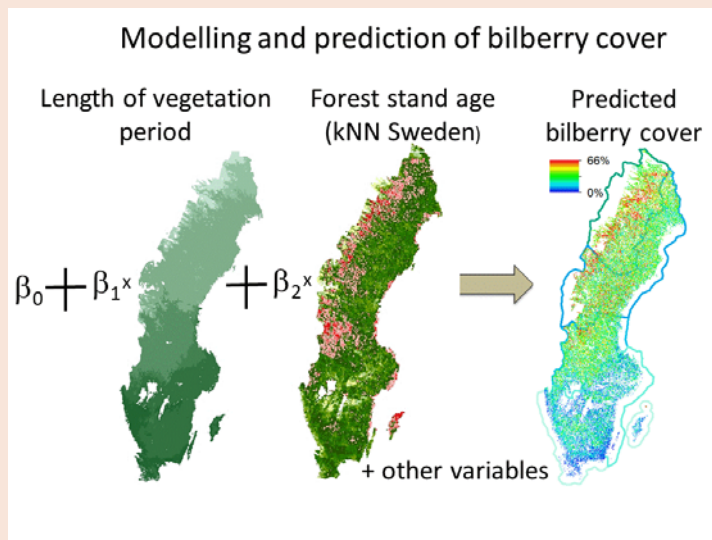 Modelling and prediction of bilberry cover
Length of vegetation
period
Forest stand age
(kNN Sweden)
Predicted
bilberry cover
66%
0%
β₀ + β₁ˣ + β₂ˣ
+ other variables